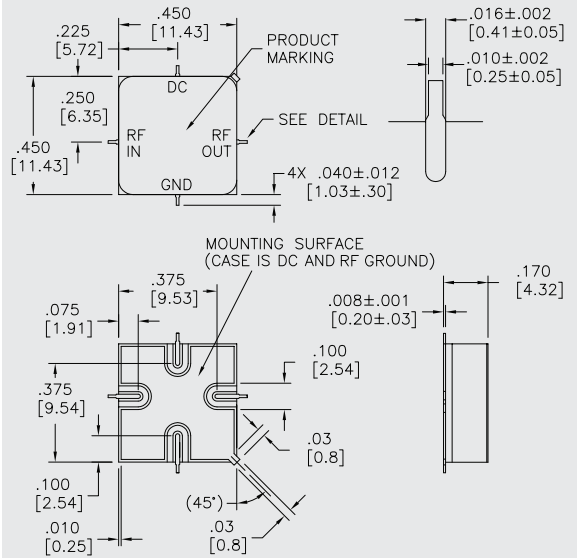 .450
[11.43]
.225
[5.72]
.016±.002
[0.41±0.05]
PRODUCT
MARKING
.010±.002
[0.25±0.05]
DC
.250
[6.35]
SEE DETAIL
RF
IN
RF
OUT
.450
[11.43]
GND
4X .040±.012
[1.03±.30]
MOUNTING SURFACE
(CASE IS DC AND RF GROUND)
.375
[9.53]
.170
[4.32]
.075
[1.91]
.008±.001
[0.20±.03]
.100
[2.54]
.375
[9.54]
.03
[0.8]
.100
[2.54]
(45°)
.010
[0.25]
.03
[0.8]